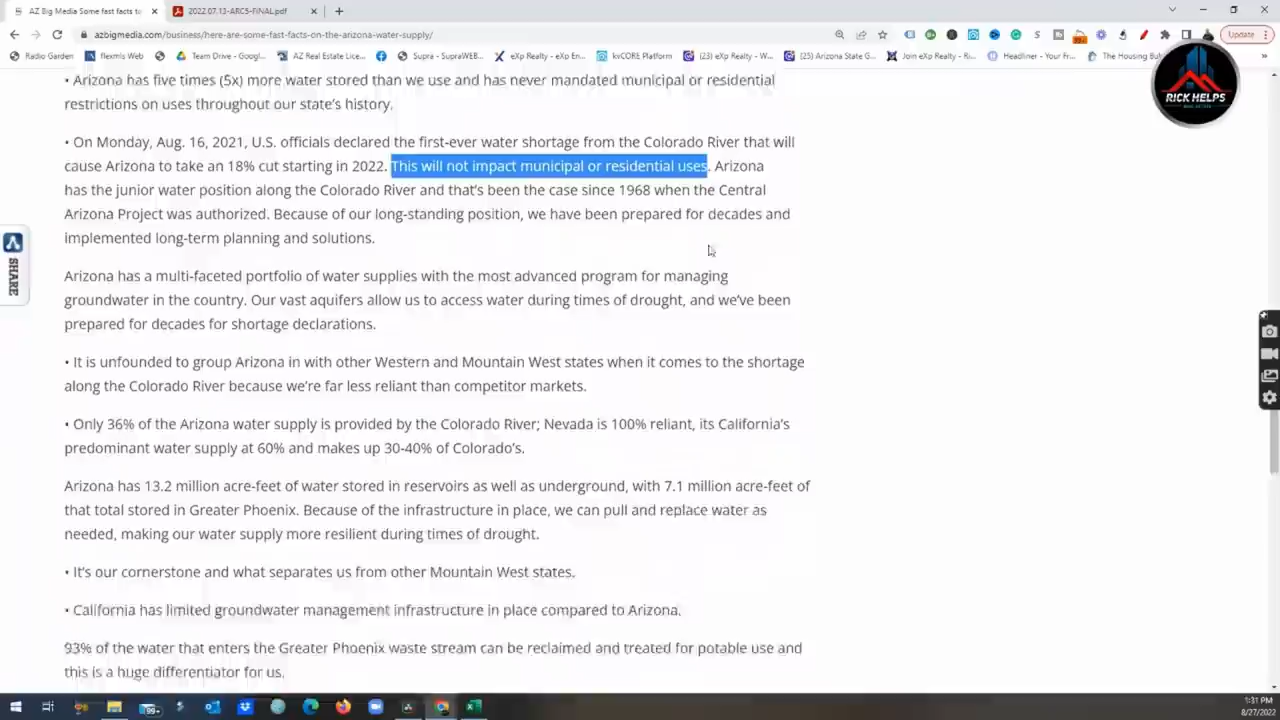 AZ Big Media Some fast facts to
2022.07.13-ARC5-FINAL.pdf
azbigmedia.com/business/here-are-some-fast-facts-on-the-arizona-water-supply/
Update
Radio Garden
flexmls Web
Team Drive - Googl...
AZ Real Estate Lice...
Supra - SupraWEB...
eXp Realty - eXp En...
kvCORE Platform
(23) eXp Realty - W...
(25) Arizona State G...
Join eXp Realty - Ri...
Headliner - Your Fr...
The Housing Bu
RICK HELPS
REAL ESTATE
• Arizona has five times (5x) more water stored than we use and has never mandated municipal or residential
restrictions on uses throughout our state's history.
• On Monday, Aug. 16, 2021, U.S. officials declared the first-ever water shortage from the Colorado River that will
cause Arizona to take an 18% cut starting in 2022. This will not impact municipal or residential uses. Arizona
has the junior water position along the Colorado River and that's been the case since 1968 when the Central
Arizona Project was authorized. Because of our long-standing position, we have been prepared for decades and
implemented long-term planning and solutions.
SHARE
Arizona has a multi-faceted portfolio of water supplies with the most advanced program for managing
groundwater in the country. Our vast aquifers allow us to access water during times of drought, and we've been
prepared for decades for shortage declarations.
• It is unfounded to group Arizona in with other Western and Mountain West states when it comes to the shortage
along the Colorado River because we're far less reliant than competitor markets.
• Only 36% of the Arizona water supply is provided by the Colorado River; Nevada is 100% reliant, its California's
predominant water supply at 60% and makes up 30-40% of Colorado's.
Arizona has 13.2 million acre-feet of water stored in reservoirs as well as underground, with 7.1 million acre-feet of
that total stored in Greater Phoenix. Because of the infrastructure in place, we can pull and replace water as
needed, making our water supply more resilient during times of drought.
• It's our cornerstone and what separates us from other Mountain West states.
• California has limited groundwater management infrastructure in place compared to Arizona.
93% of the water that enters the Greater Phoenix waste stream can be reclaimed and treated for potable use and
this is a huge differentiator for us.
99+
1:31 PM
8/27/2022